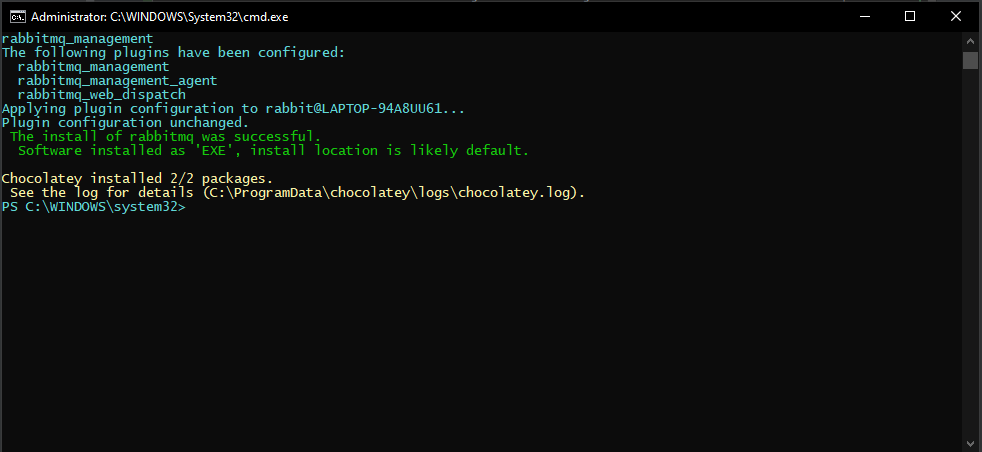 Administrator: C:\WINDOWS\System32\cmd.exe
rabbitmq_management
The following plugins have been configured:
  rabbitmq_management
  rabbitmq_management_agent
  rabbitmq_web_dispatch
Applying plugin configuration to rabbit@LAPTOP-94A8UU61...
Plugin configuration unchanged.
 The install of rabbitmq was successful.
  Software installed as 'EXE', install location is likely default.

Chocolatey installed 2/2 packages.
 See the log for details (C:\ProgramData\chocolatey\logs\chocolatey.log).
PS C:\WINDOWS\system32>